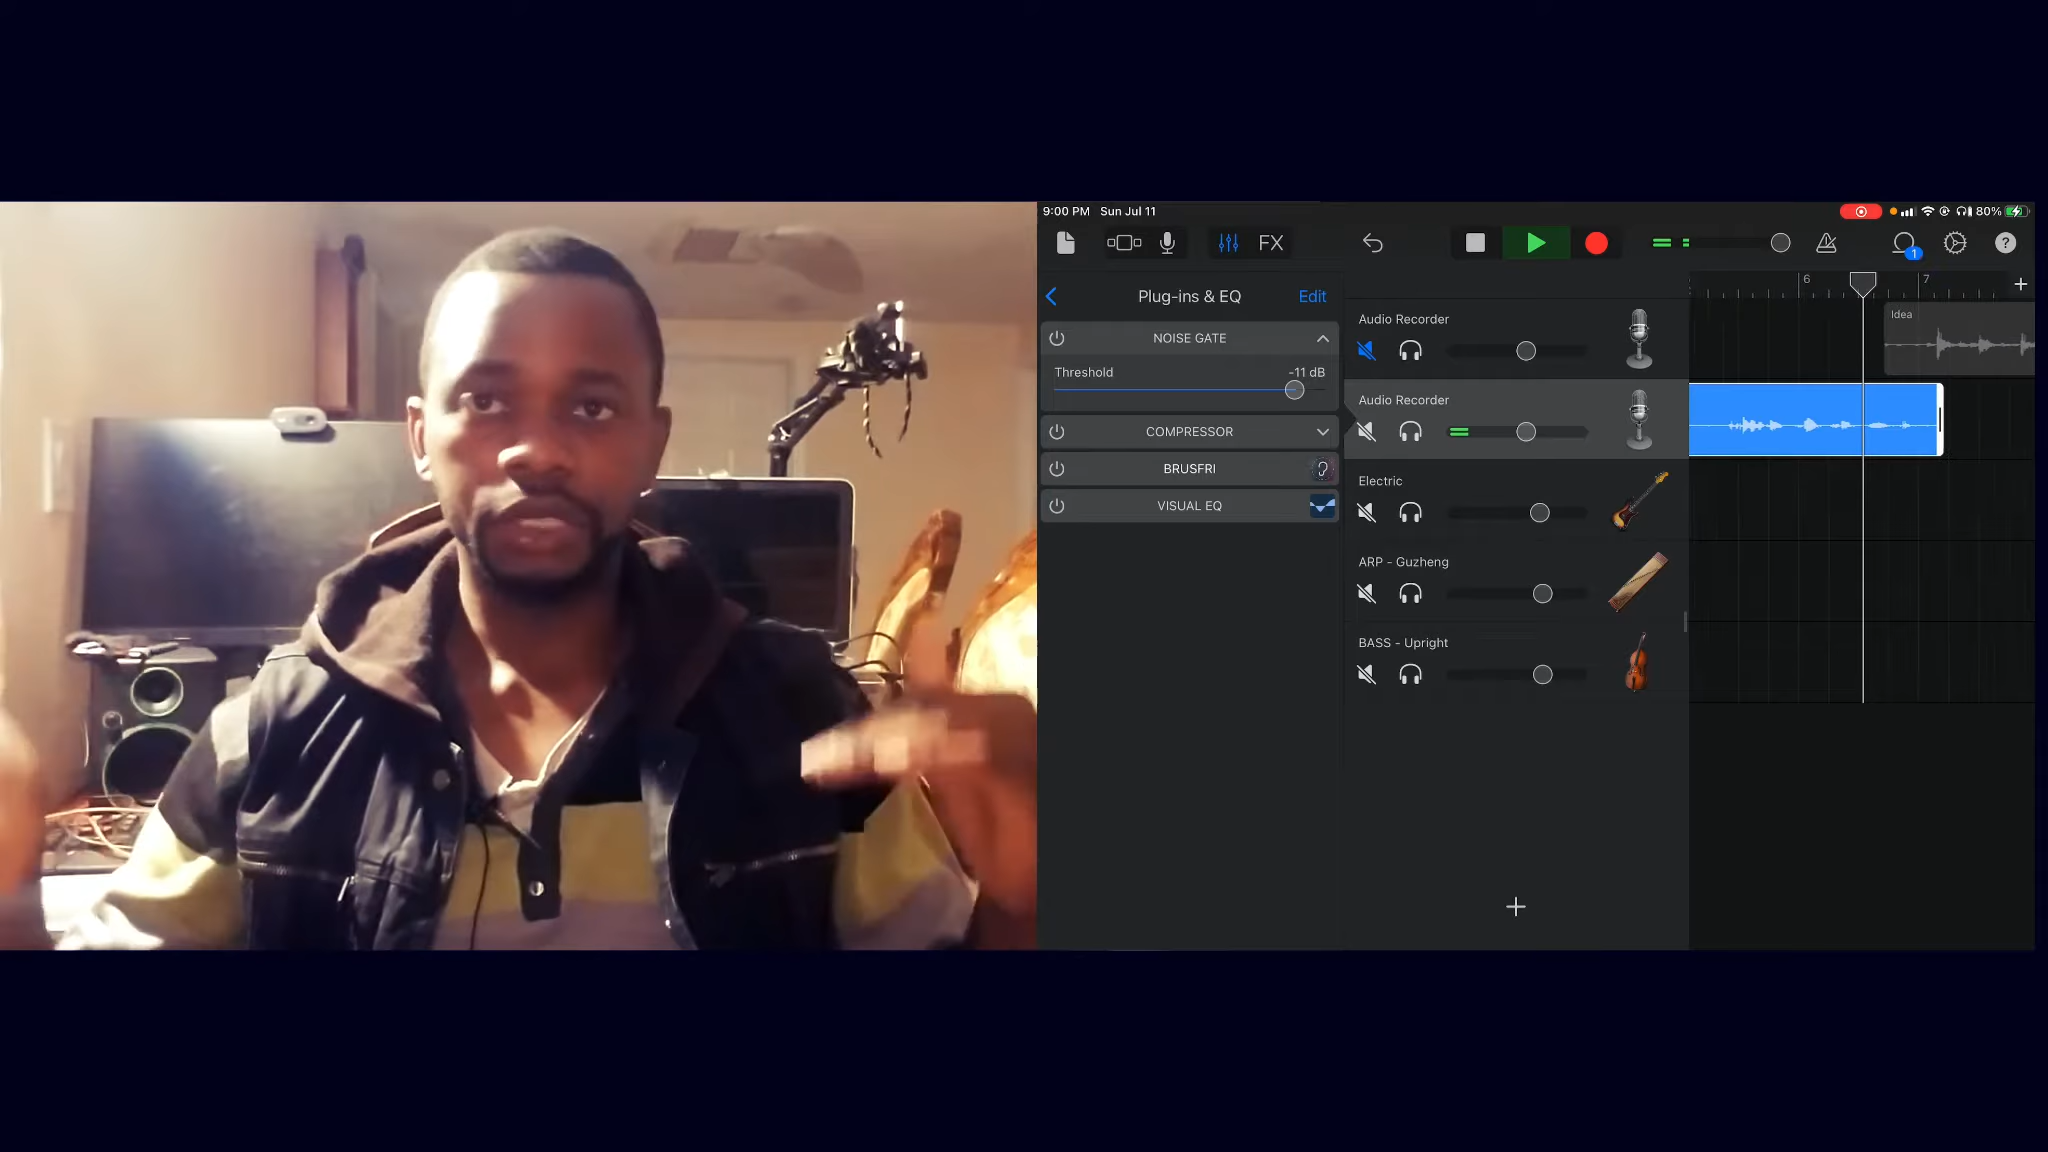 9:00 PM Sun Jul 11
80%
FX
1
?
Plug-ins & EQ
Edit
NOISE GATE
Threshold
-11 dB
COMPRESSOR
BRUSFRI
VISUAL EQ
Audio Recorder
Audio Recorder
Electric
ARP - Guzheng
BASS - Upright
6
7
+
Idea
+